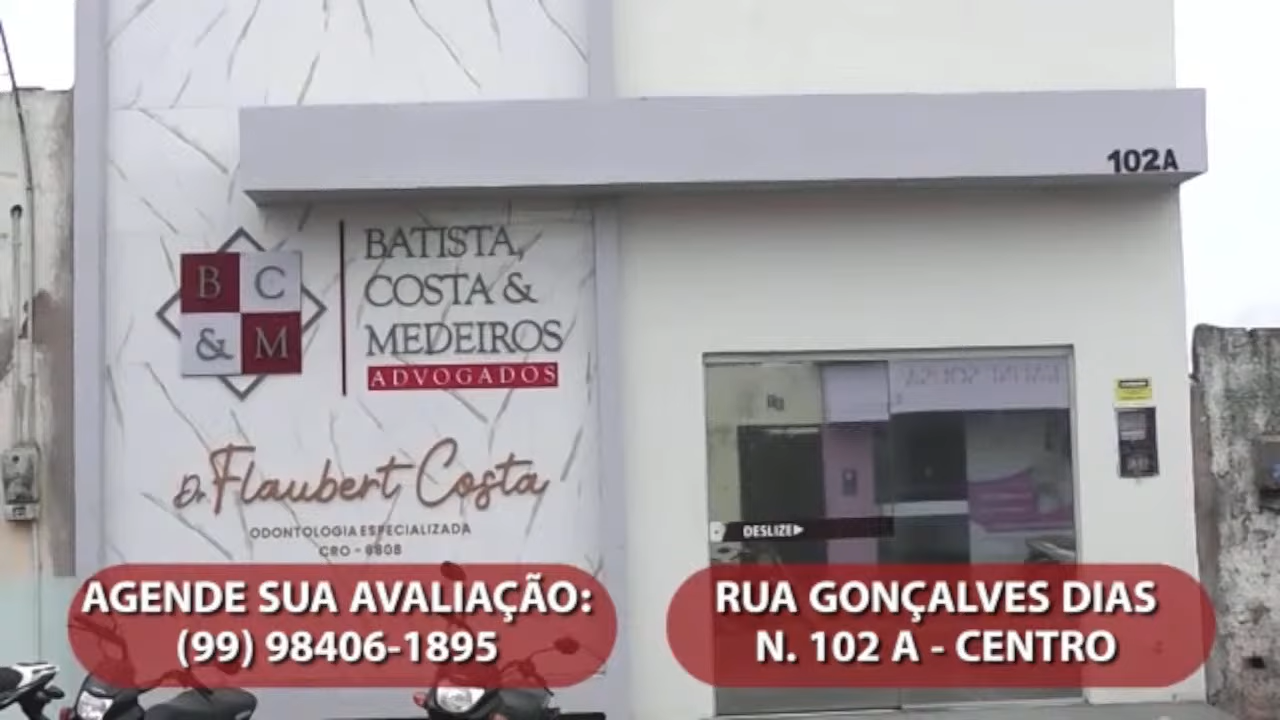 102A
B C
& M
BATISTA,
COSTA &
MEDEIROS
ADVOGADOS
Dr. Flaubert Costa
ODONTOLOGIA ESPECIALIZADA
CRO - 8808
DESLIZE
AGENDE SUA AVALIAÇÃO:
(99) 98406-1895
RUA GONÇALVES DIAS
N. 102 A - CENTRO